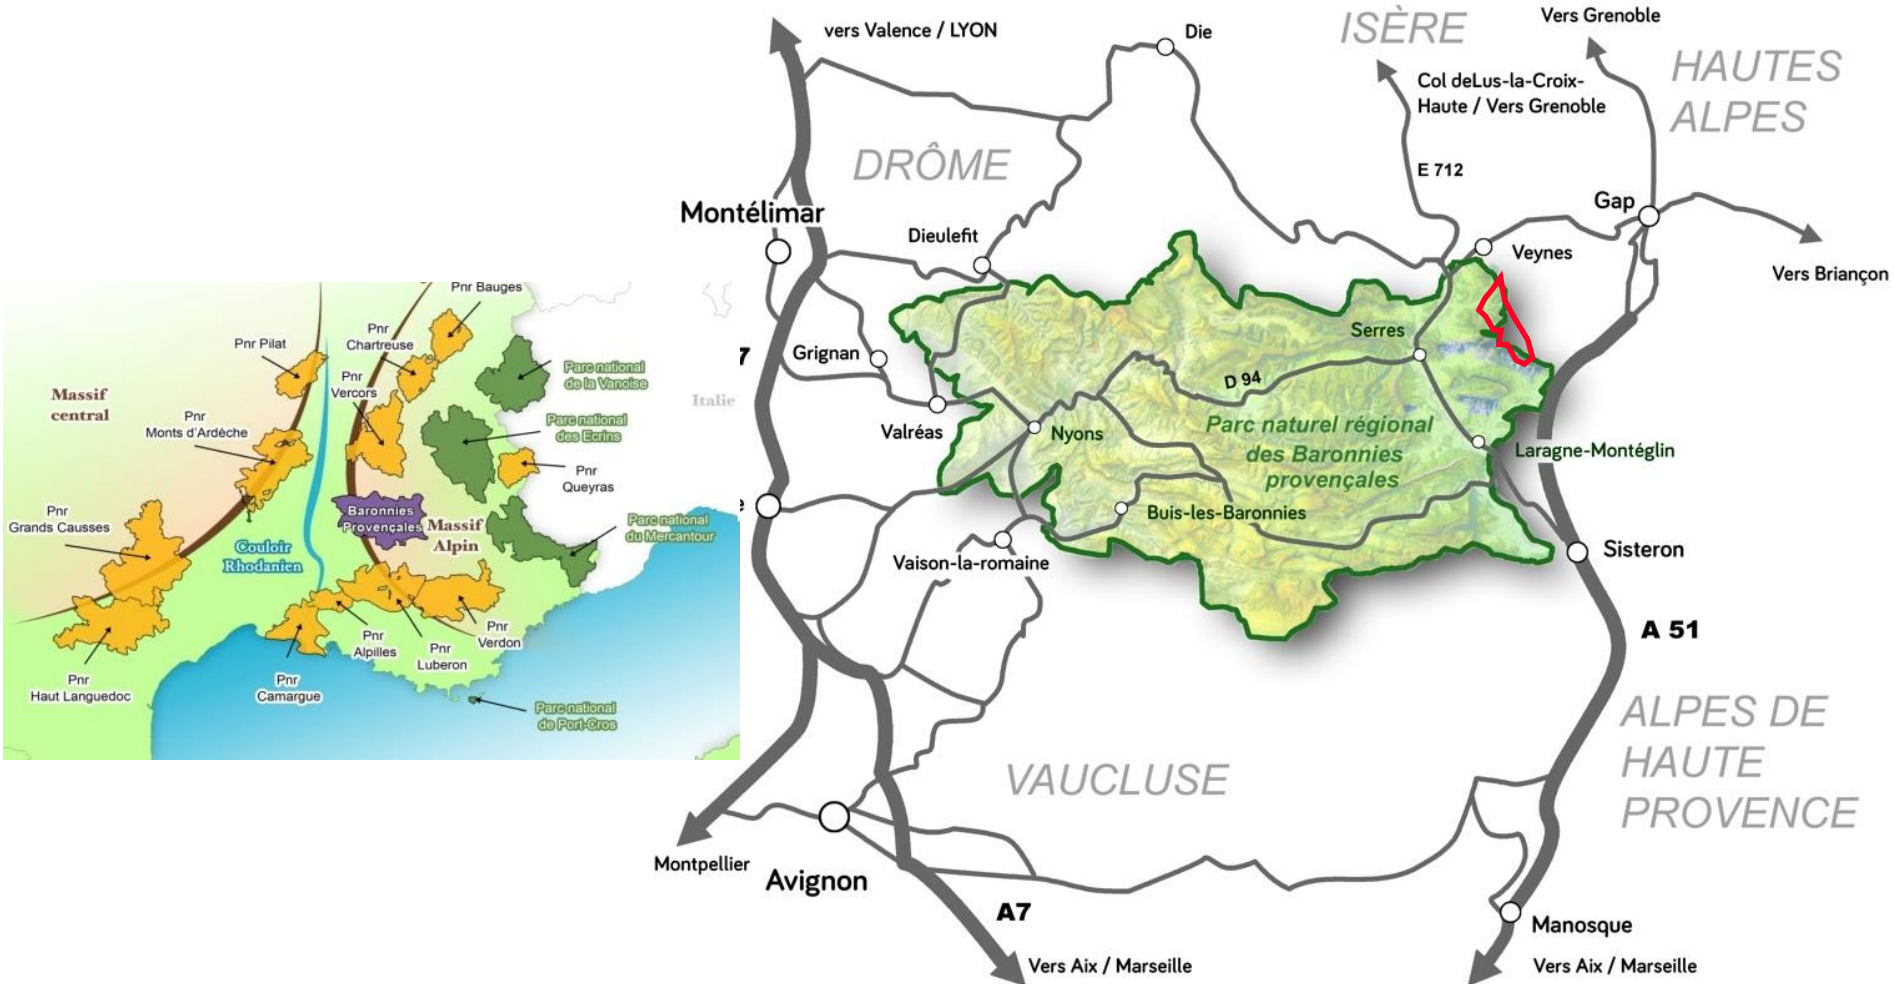 Pnr Bauges
Pnr
Chartreuse
Pnr Pilat
Parc national
de la Vanoise
Pnr
Vercors
Massif
central
Italie
Pnr
Monts d'Ardèche
Parc national
des Ecrins
Pnr
Queyras
Pnr
Grands Causses
Baronnies
Provençales
Massif
Alpin
Parc national
du Mercantour
Couloir
Rhodanien
Pnr
Verdon
Pnr
Alpilles
Pnr
Luberon
Pnr
Haut Languedoc
Pnr
Camargue
Parc national
de Port-Cros
vers Valence / LYON
Die
ISÈRE
Vers Grenoble
Col deLus-la-Croix-
Haute / Vers Grenoble
HAUTES
ALPES
DRÔME
E 712
Montélimar
Gap
Dieulefit
Veynes
Vers Briançon
7
Grignan
Serres
D 94
Valréas
Nyons
Parc naturel régional
des Baronnies
provençales
Laragne-Montéglin
e
Buis-les-Baronnies
Vaison-la-romaine
Sisteron
A 51
ALPES DE
HAUTE
PROVENCE
VAUCLUSE
Montpellier
Avignon
A7
Manosque
Vers Aix / Marseille
Vers Aix / Marseille